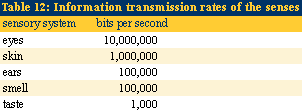 Table 12: Information transmission rates of the senses
sensory system bits per second
eyes 10,000,000
skin 1,000,000
ears 100,000
smell 100,000
taste 1,000